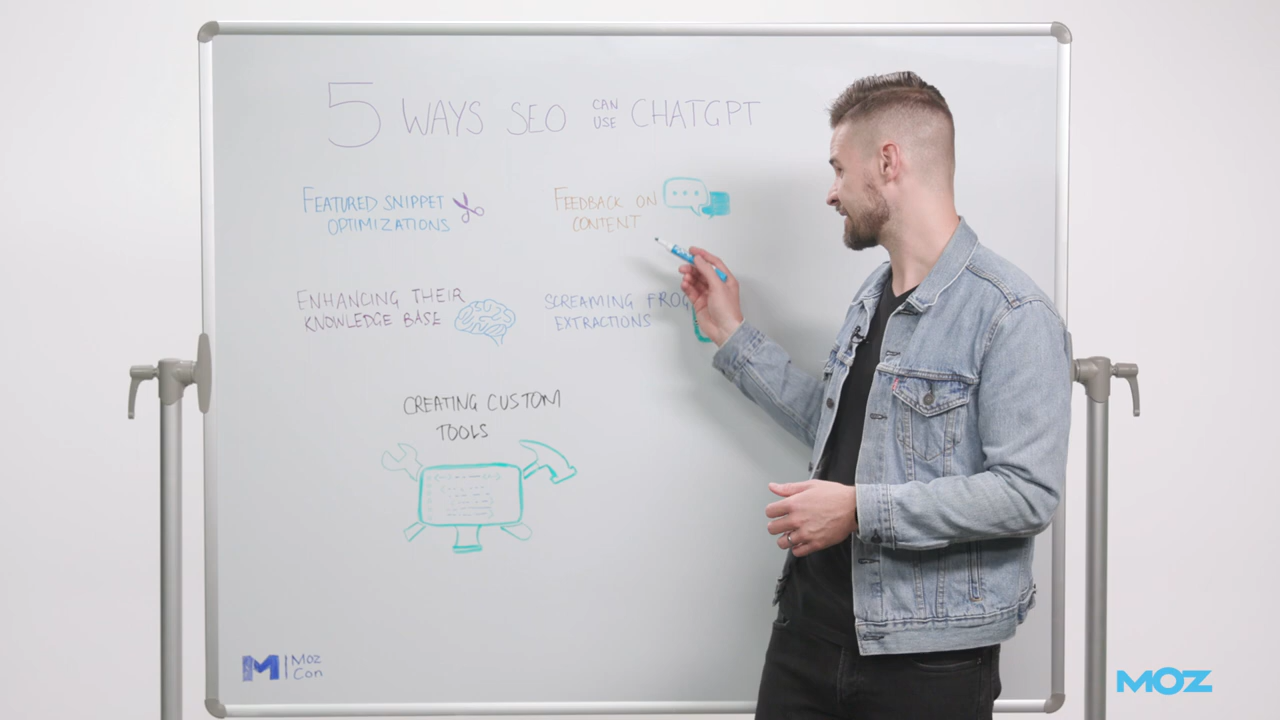 5 WAYS SEO CAN USE CHATGPT
FEATURED SNIPPET
OPTIMIZATIONS
FEEDBACK ON
CONTENT
ENHANCING THEIR
KNOWLEDGE BASE
SCREAMING FROG
EXTRACTIONS
CREATING CUSTOM
TOOLS
M | Moz
Con
MOZ